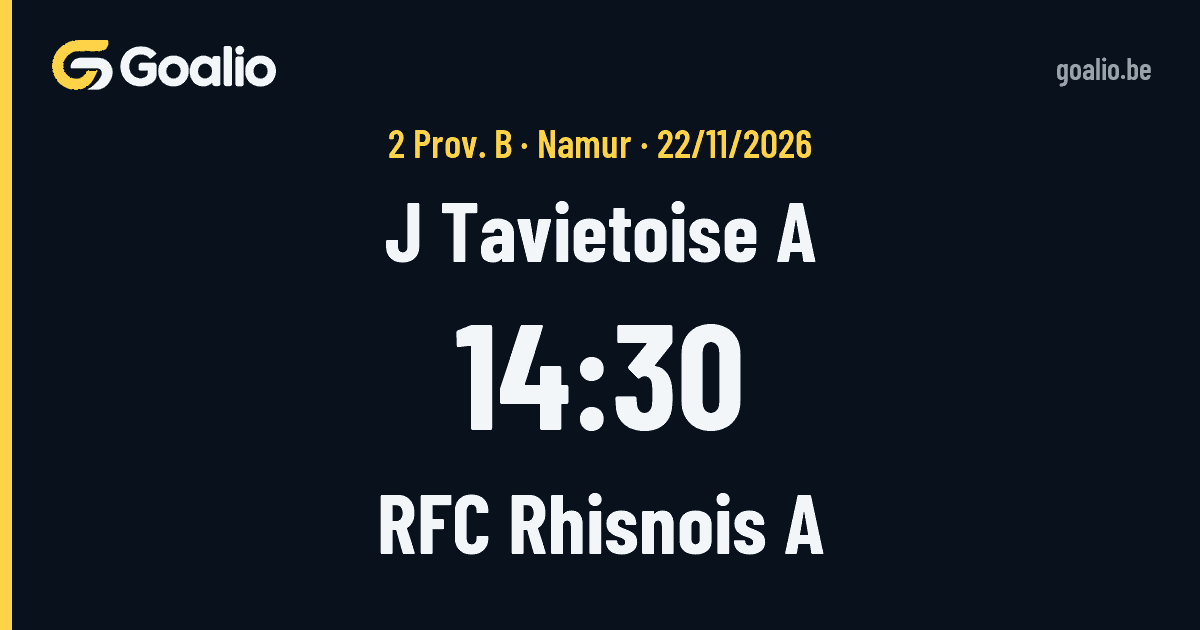 Goalio
goalio.be
2 Prov. B · Namur · 22/11/2026
J Tavietoise A
14:30
RFC Rhisnois A